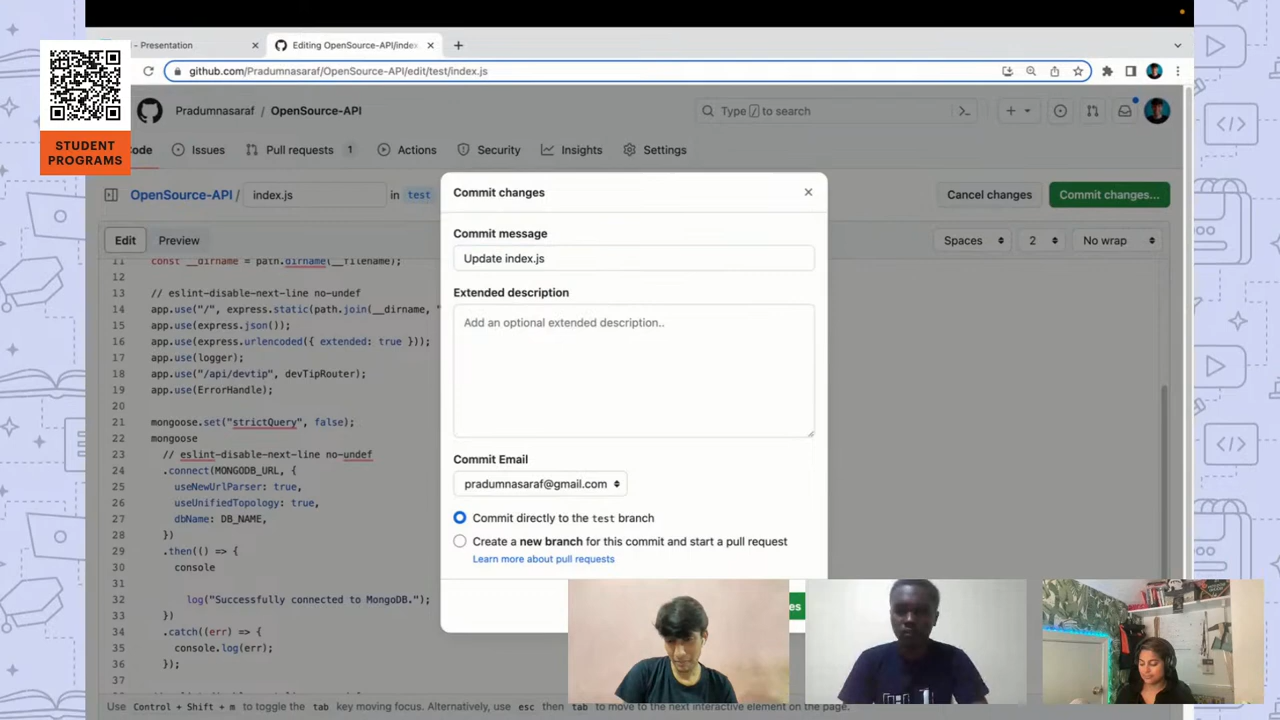 - Presentation
Editing OpenSource-API/index
github.com/Pradumnasaraf/OpenSource-API/edit/test/index.js
STUDENT
PROGRAMS
Pradumnasaraf / OpenSource-API
Type / to search
ode
Issues
Pull requests 1
Actions
Security
Insights
Settings
OpenSource-API / index.js in test
Cancel changes
Commit changes...
Edit
Preview
Spaces
2
No wrap
11 const __dirname = path.dirname(__filename);
12
13 // eslint-disable-next-line no-undef
14 app.use("/", express.static(path.join(__dirname, "
15 app.use(express.json());
16 app.use(express.urlencoded({ extended: true }));
17 app.use(logger);
18 app.use("/api/devtip", devTipRouter);
19 app.use(ErrorHandle);
20
21 mongoose.set("strictQuery", false);
22 mongoose
23 // eslint-disable-next-line no-undef
24 .connect(MONGODB_URL, {
25 useNewUrlParser: true,
26 useUnifiedTopology: true,
27 dbName: DB_NAME,
28 })
29 .then(() => {
30 console
31
32 log("Successfully connected to MongoDB.");
33 })
34 .catch((err) => {
35 console.log(err);
36 });
Commit changes
Commit message
Update index.js
Extended description
Add an optional extended description..
Commit Email
pradumnasaraf@gmail.com
Commit directly to the test branch
Create a new branch for this commit and start a pull request
Learn more about pull requests
es
Use Control + Shift + m to toggle the tab key moving focus. Alternatively, use esc then tab to move to the next interactive element on the page.